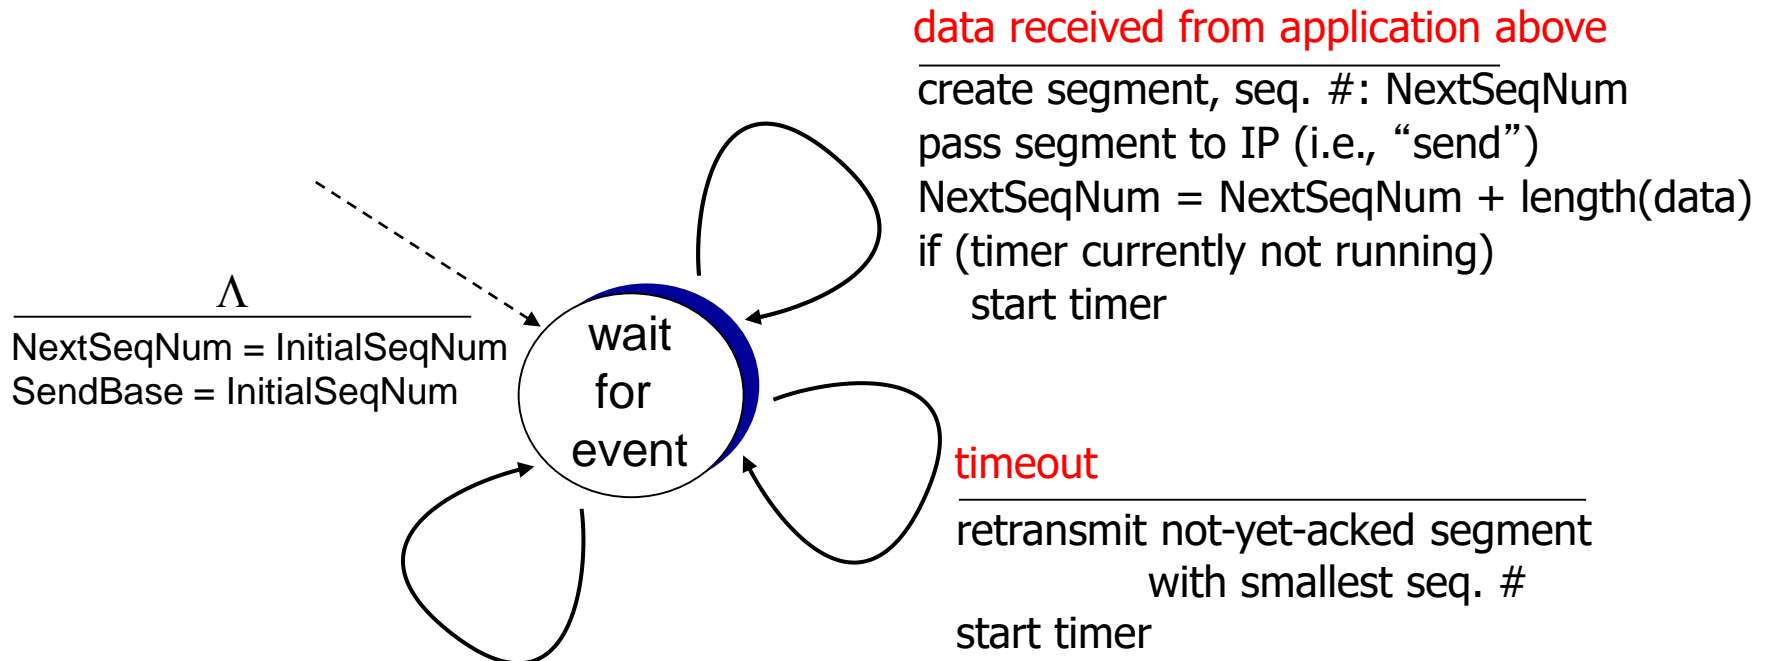 data received from application above
create segment, seq. #: NextSeqNum
pass segment to IP (i.e., “send”)
NextSeqNum = NextSeqNum + length(data)
if (timer currently not running)
start timer
Λ
NextSeqNum = InitialSeqNum
SendBase = InitialSeqNum
wait
for
event
timeout
retransmit not-yet-acked segment
with smallest seq. #
start timer